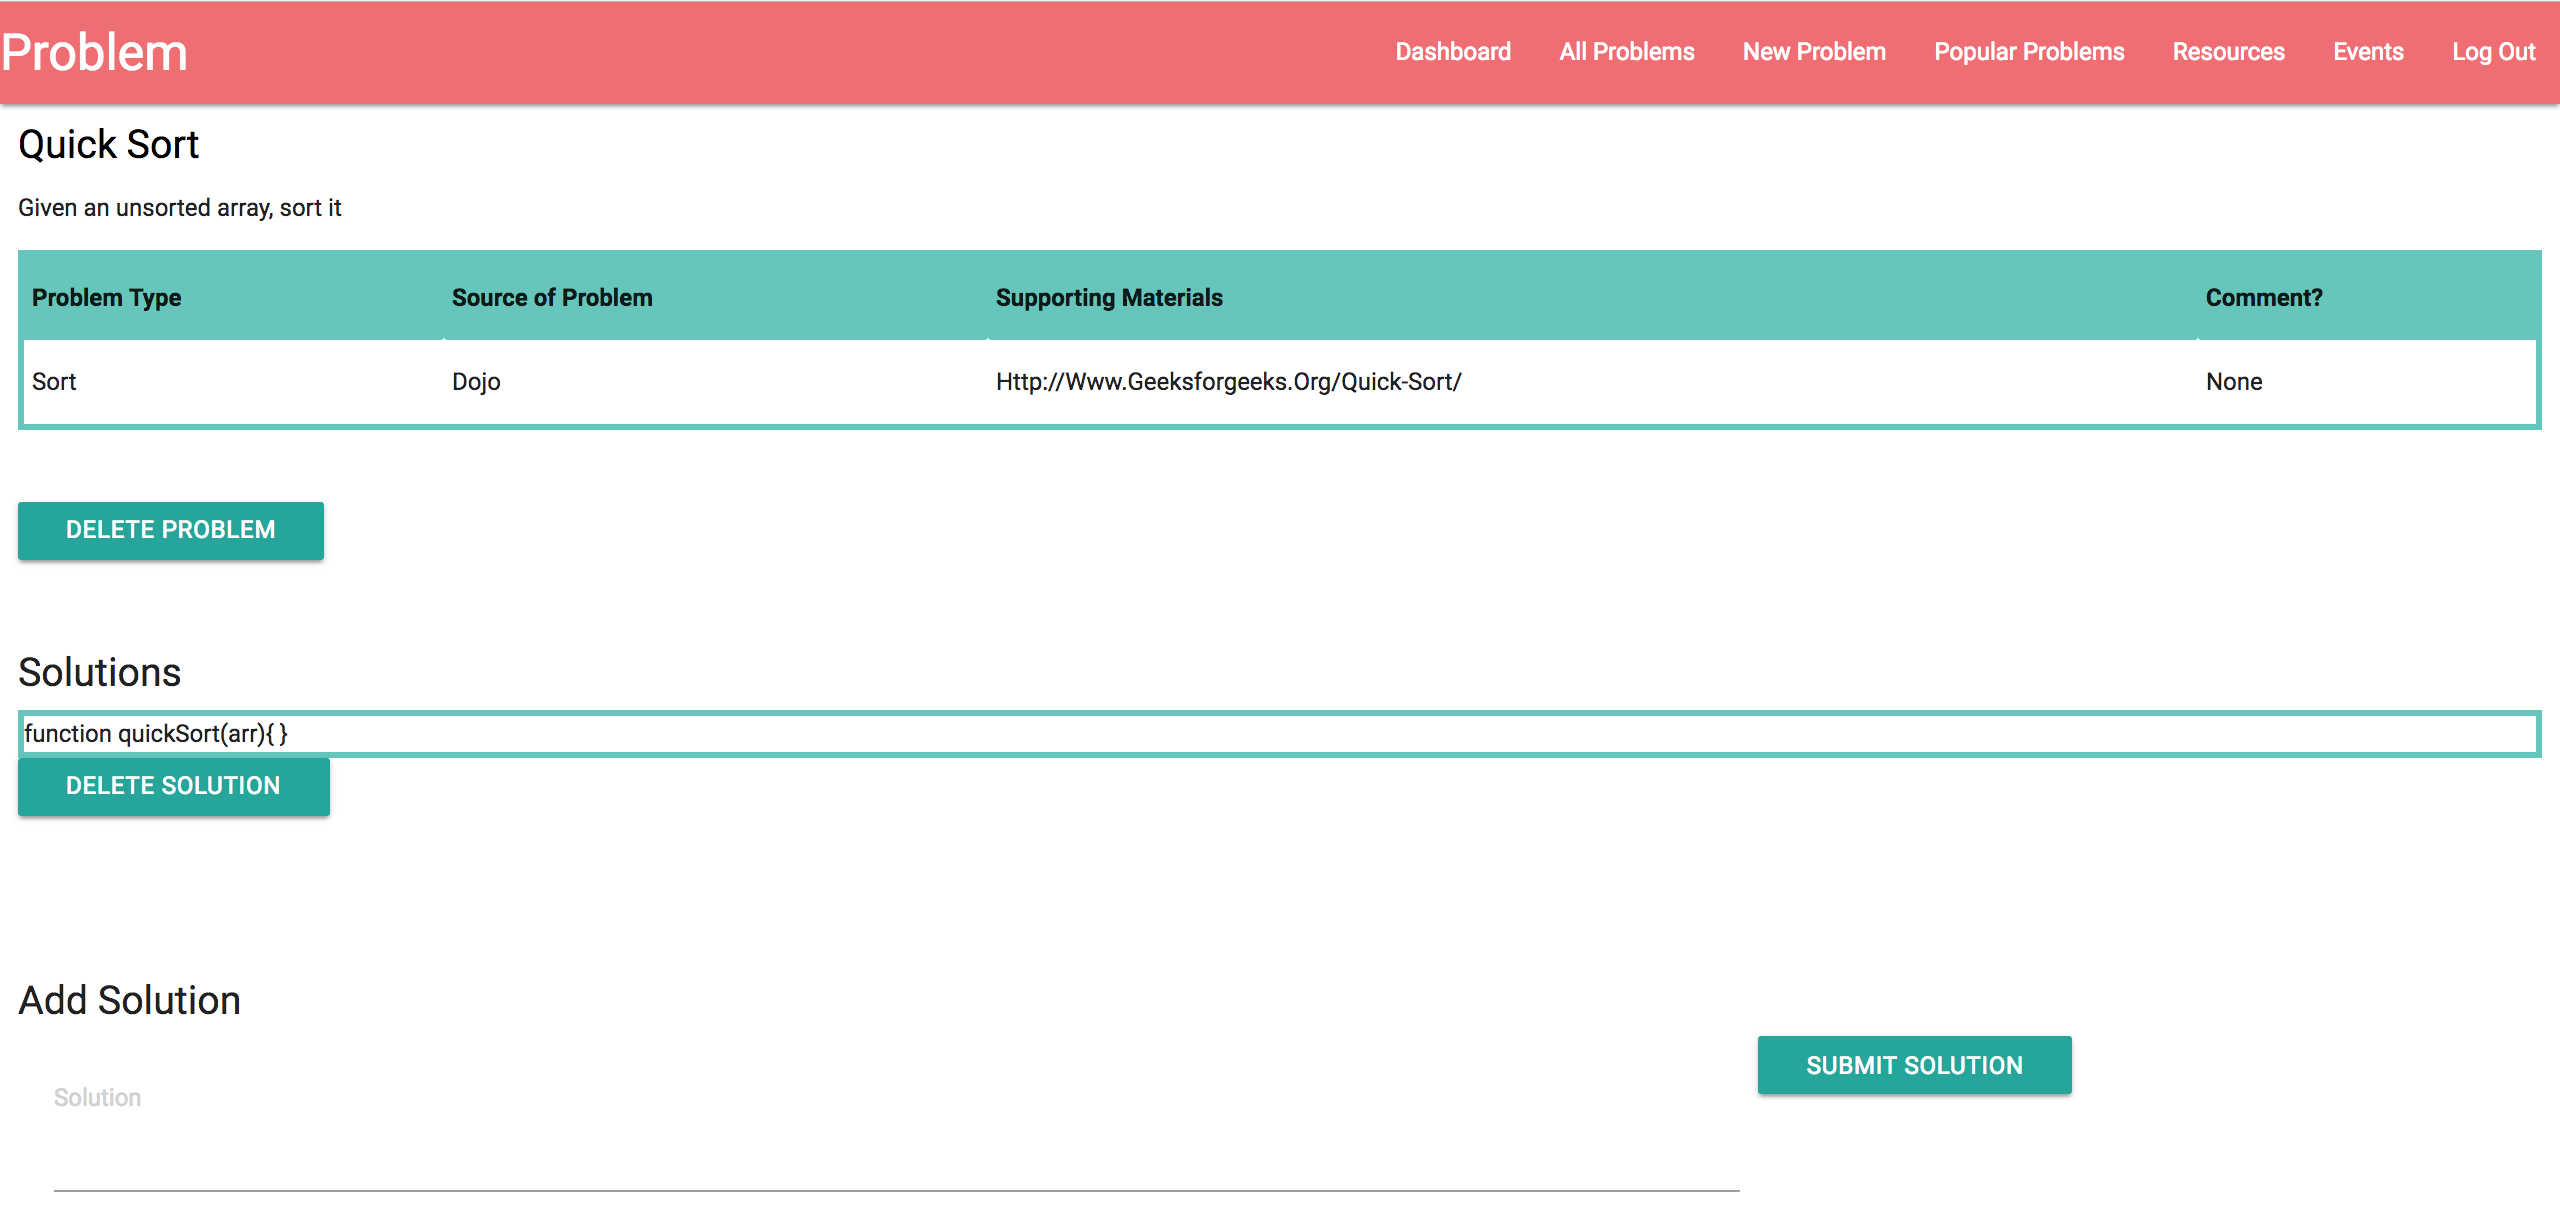 Problem Dashboard All Problems New Problem Popular Problems Resources Events Log Out
Quick Sort
Given an unsorted array, sort it
Problem Type Source of Problem Supporting Materials Comment?
Sort Dojo Http://Www.Geeksforgeeks.Org/Quick-Sort/ None
DELETE PROBLEM
Solutions
function quickSort(arr){ }
DELETE SOLUTION
Add Solution
SUBMIT SOLUTION
Solution